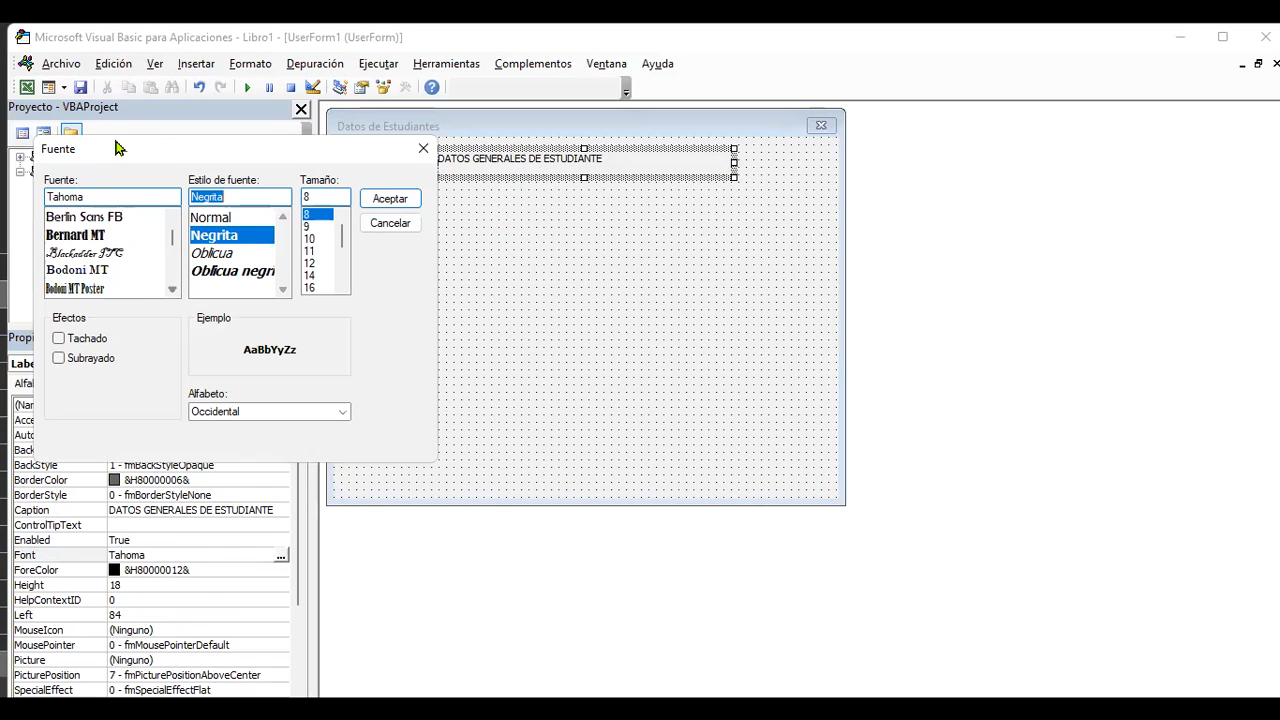 Microsoft Visual Basic para Aplicaciones - Libro1 - [UserForm1 (UserForm)]
Archivo Edición Ver Insertar Formato Depuración Ejecutar Herramientas Complementos Ventana Ayuda
Proyecto - VBAProject
Datos de Estudiantes
DATOS GENERALES DE ESTUDIANTE
Fuente
Fuente: Estilo de fuente: Tamaño:
Tahoma Negrita 8 Aceptar
Berlin Sans FB Normal 8
Bernard MT Negrita 9 Cancelar
Blackadder ITC Oblicua 10
Bodoni MT Oblicua negri 11
Bodoni MT Poster 12
14
16
Efectos Ejemplo
Tachado
Subrayado AaBbYyZz
Alfabeto:
Occidental
BackStyle 1 - fmBackStyleOpaque
BorderColor &H80000006&
BorderStyle 0 - fmBorderStyleNone
Caption DATOS GENERALES DE ESTUDIANTE
ControlTipText
Enabled True
Font Tahoma ...
ForeColor &H80000012&
Height 18
HelpContextID 0
Left 84
MouseIcon (Ninguno)
MousePointer 0 - fmMousePointerDefault
Picture (Ninguno)
PicturePosition 7 - fmPicturePositionAboveCenter
SpecialEffect 0 - fmSpecialEffectFlat